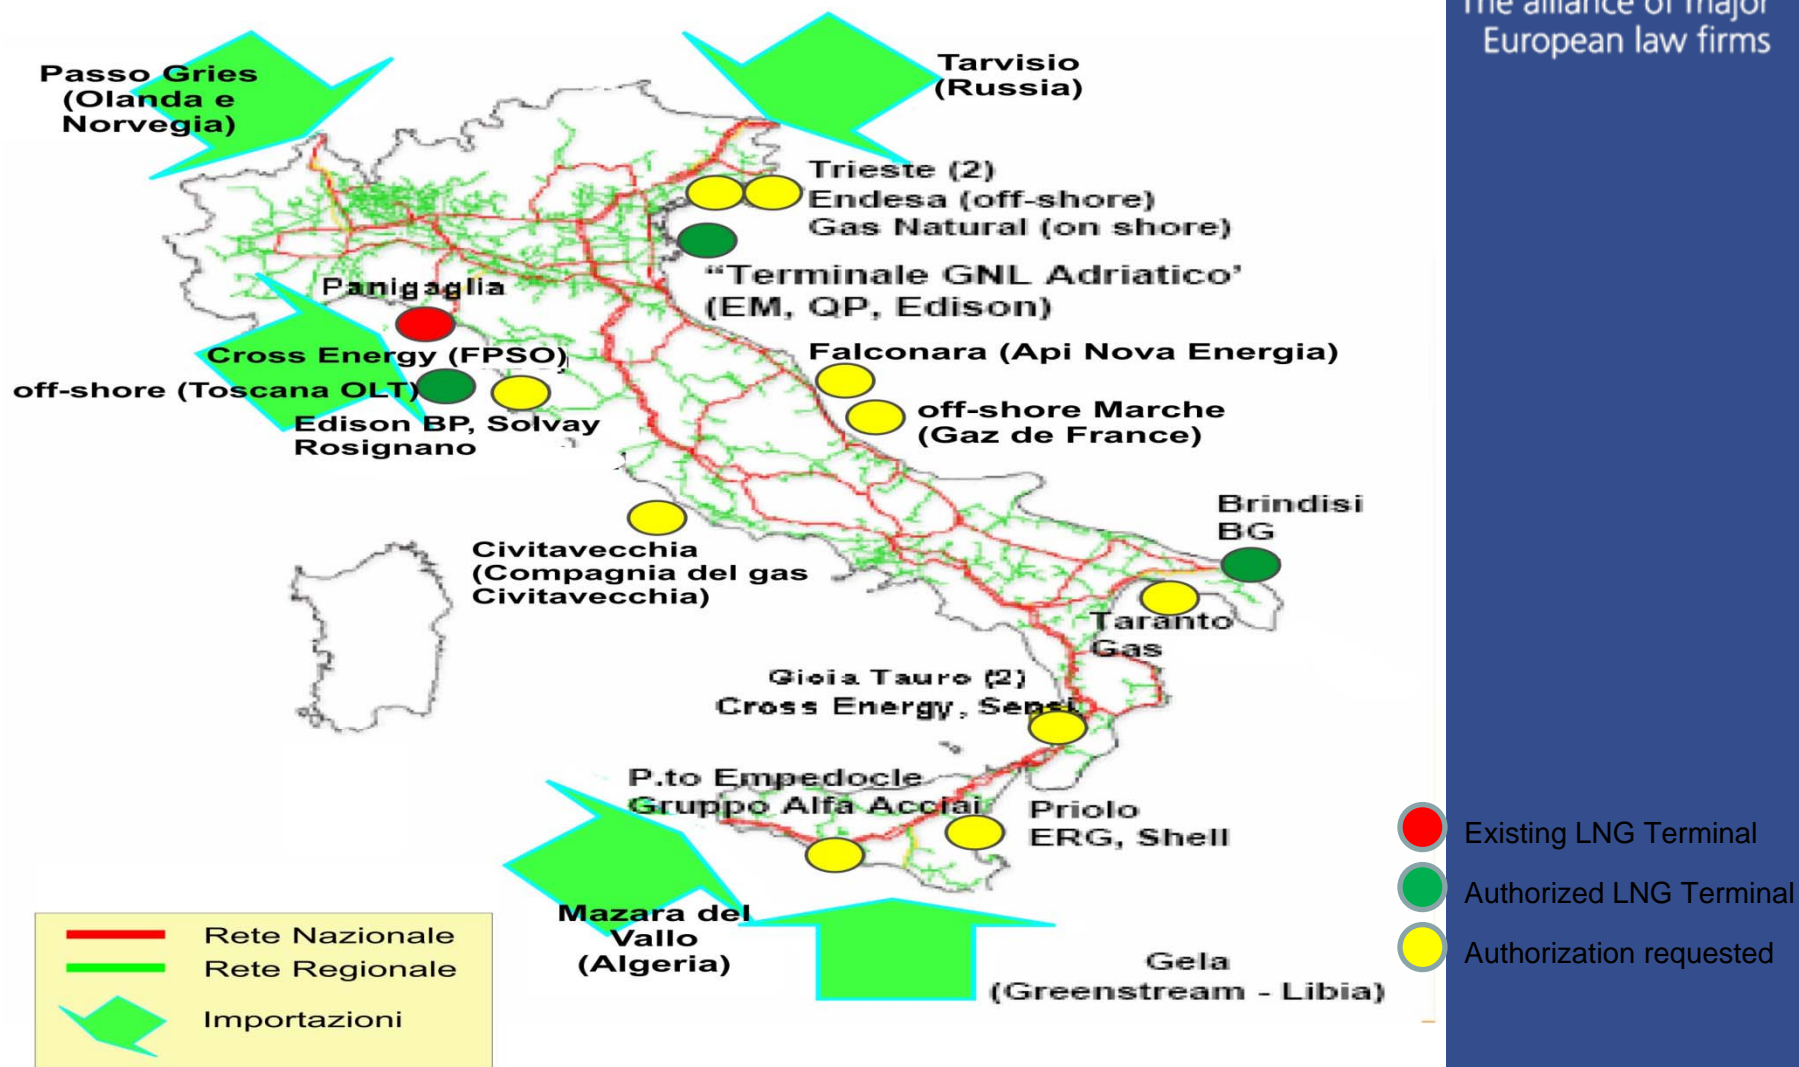 The alliance of major
European law firms
Passo Gries
(Olanda e
Norvegia)
Tarvisio
(Russia)
Trieste (2)
Endesa (off-shore)
Gas Natural (on shore)
“Terminale GNL Adriatico’
(EM, QP, Edison)
Panigaglia
Cross Energy (FPSO)
off-shore (Toscana OLT)
Edison BP, Solvay
Rosignano
Falconara (Api Nova Energia)
off-shore Marche
(Gaz de France)
Civitavecchia
(Compagnia del gas
Civitavecchia)
Brindisi
BG
Taranto
Gas
Gioia Tauro (2)
Cross Energy, Sensi
P.to Empedocle
Gruppo Alfa Acciai
Priolo
ERG, Shell
Mazara del
Vallo
(Algeria)
Gela
(Greenstream - Libia)
Rete Nazionale
Rete Regionale
Importazioni
Existing LNG Terminal
Authorized LNG Terminal
Authorization requested